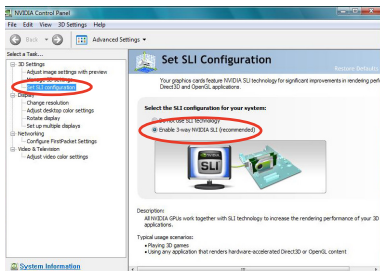 NVIDIA Control Panel
File Edit View 3D Settings Help
Back
Advanced Settings
Select a Task...
3D Settings
Adjust image settings with preview
Manage 3D settings
Set SLI configuration
Display
Change resolution
Adjust desktop color settings
Rotate display
Set up multiple displays
Networking
Configure FirstPacket Settings
Video & Television
Adjust video color settings
System Information
Set SLI Configuration
Restore Defaults
Your graphics cards feature NVIDIA SLI technology for significant improvements in rendering perf
Direct3D and OpenGL applications.
Select the SLI configuration for your system:
Do not use SLI technology
Enable 3-way NVIDIA SLI (recommended)
SLI
Description:
All NVIDIA GPUs work together with SLI technology to increase the rendering performance of your 3D
applications.
Typical usage scenarios:
• Playing 3D games
• Using any application that renders hardware-accelerated Direct3D or OpenGL content